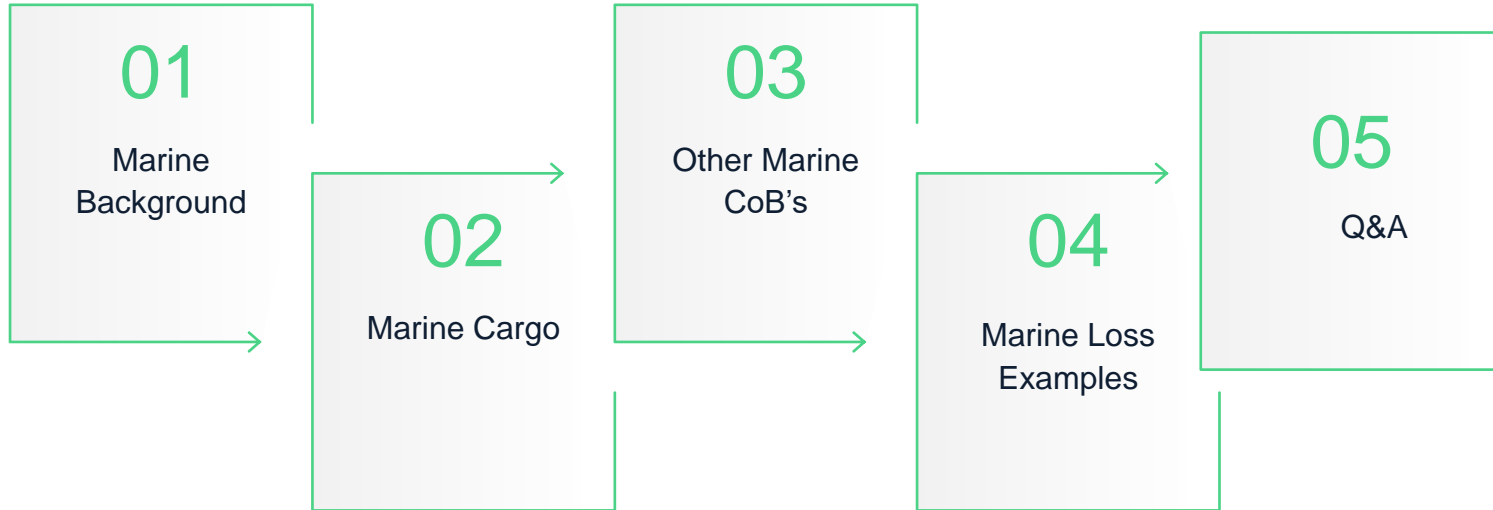 01
Marine
Background
02
Marine Cargo
03
Other Marine
CoB’s
04
Marine Loss
Examples
05
Q&A